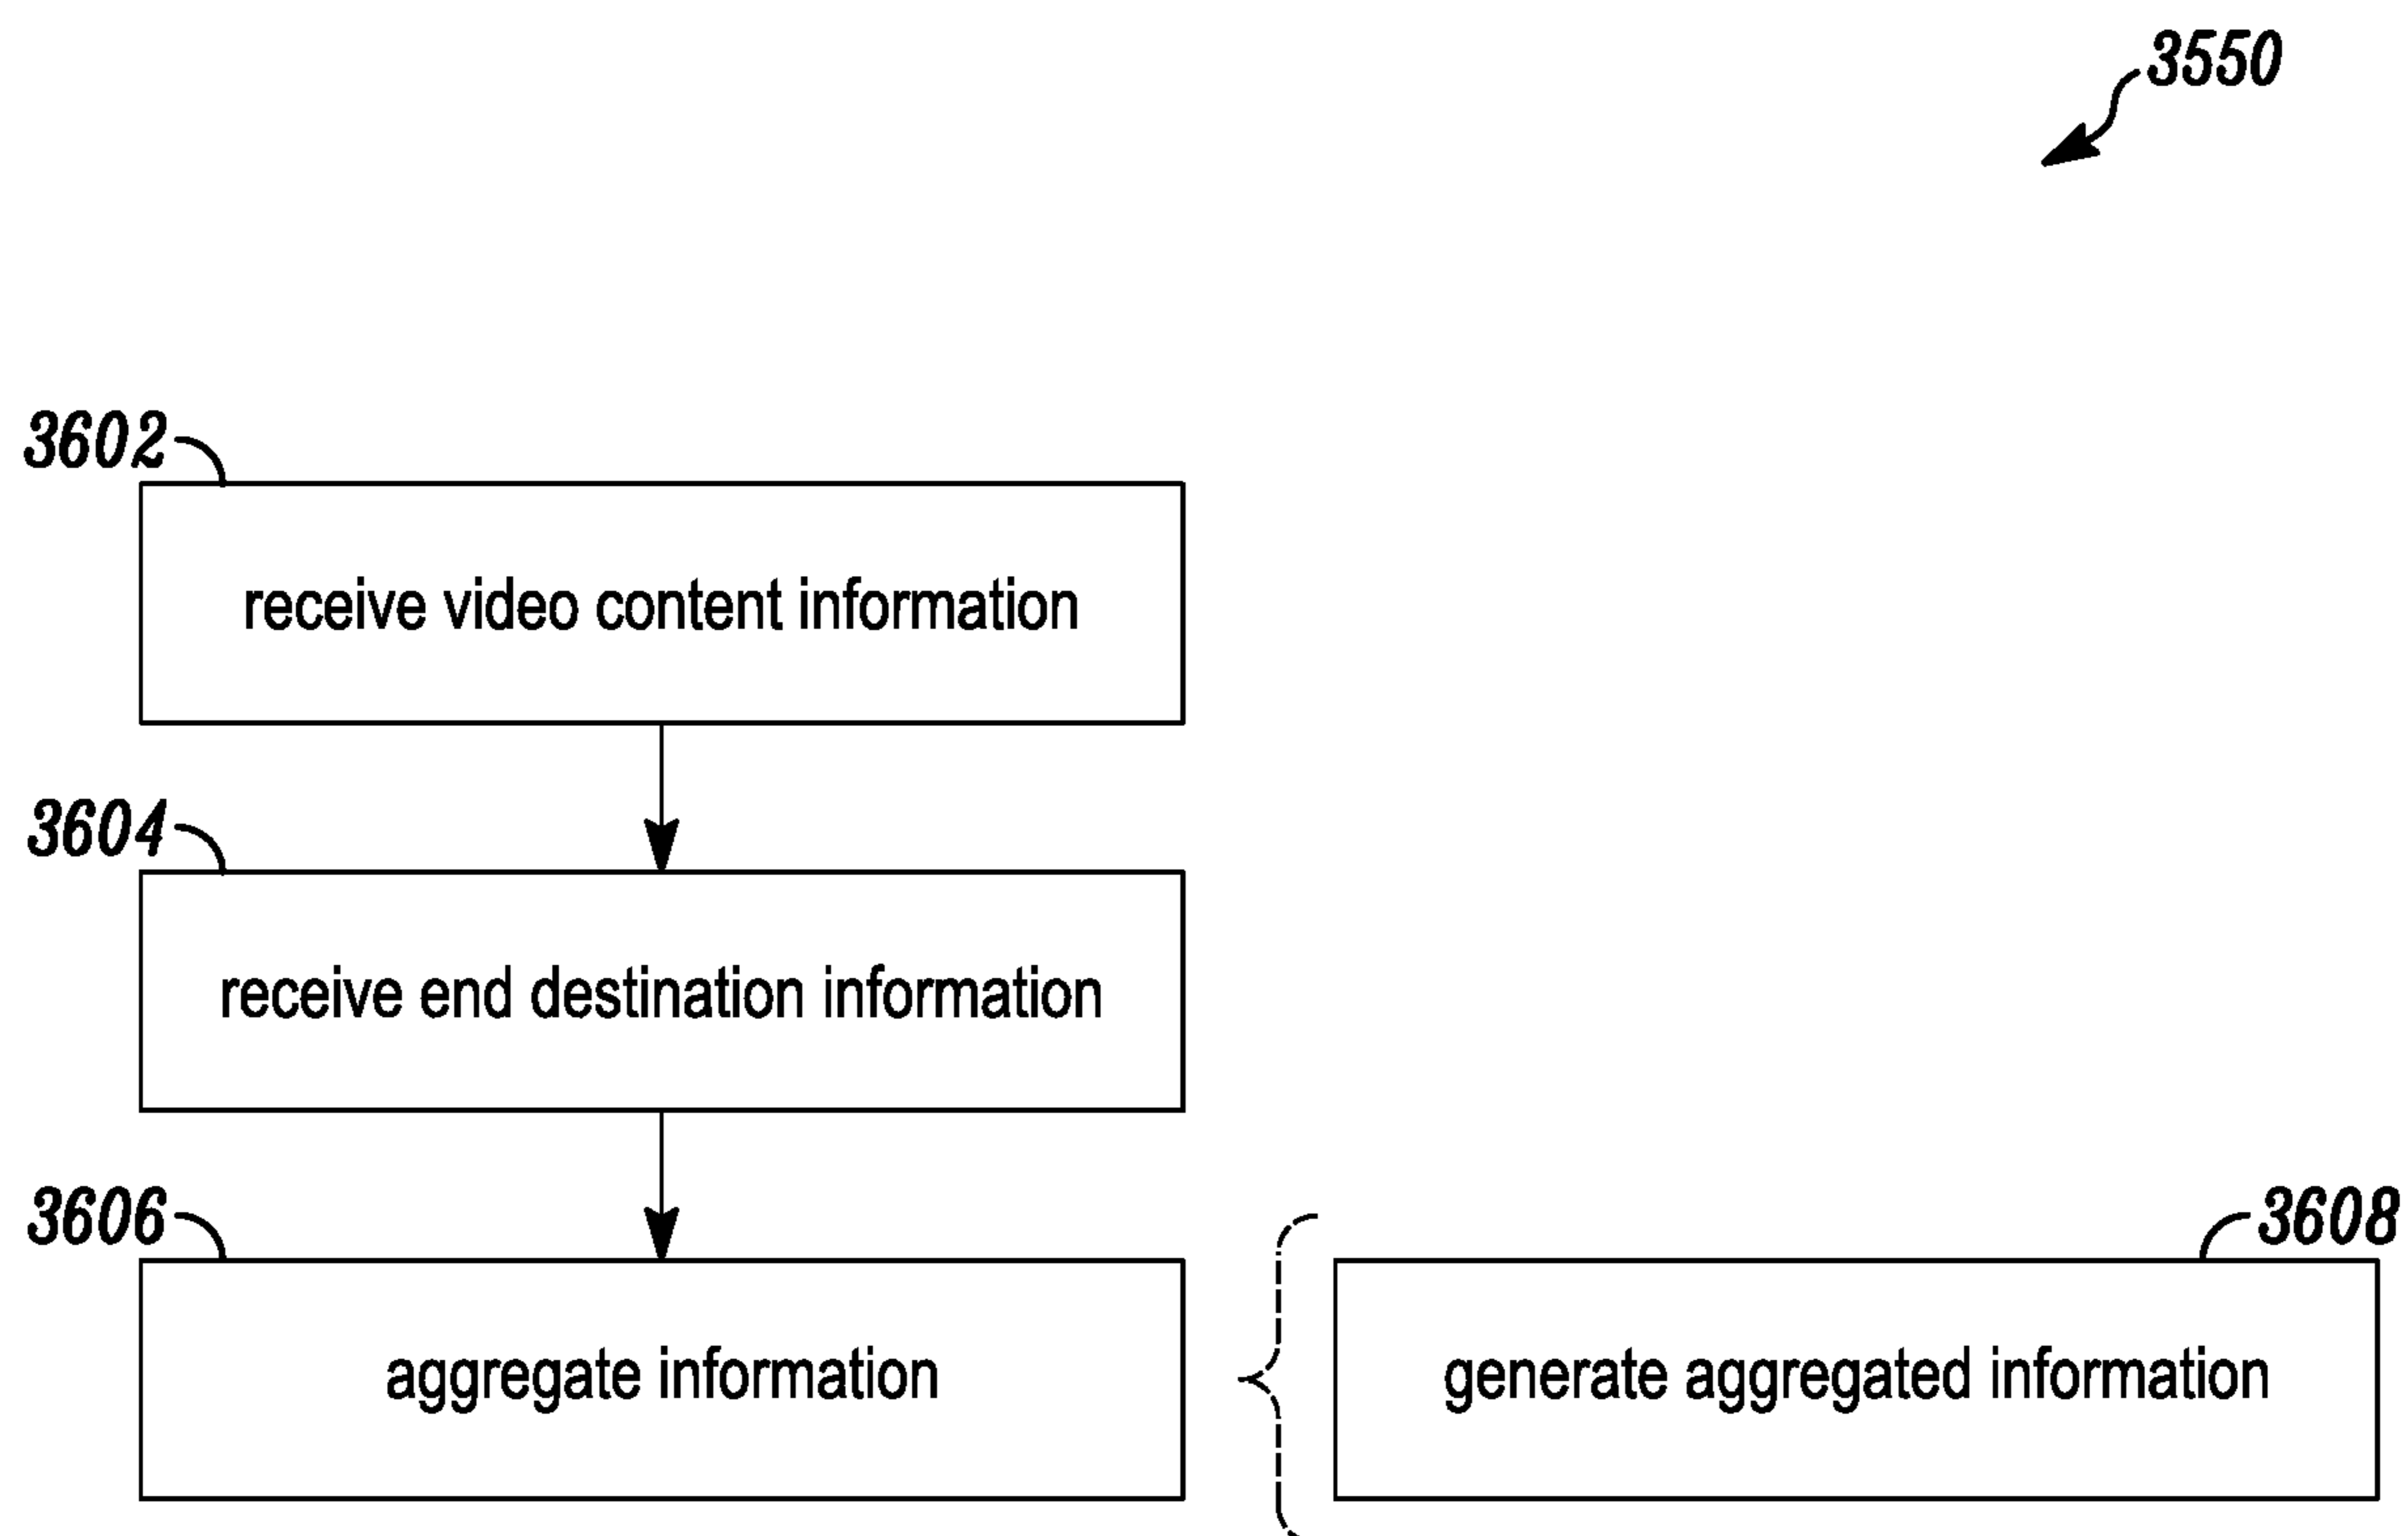 3550
3602
receive video content information
3604
receive end destination information
3606
aggregate information
3608
generate aggregated information